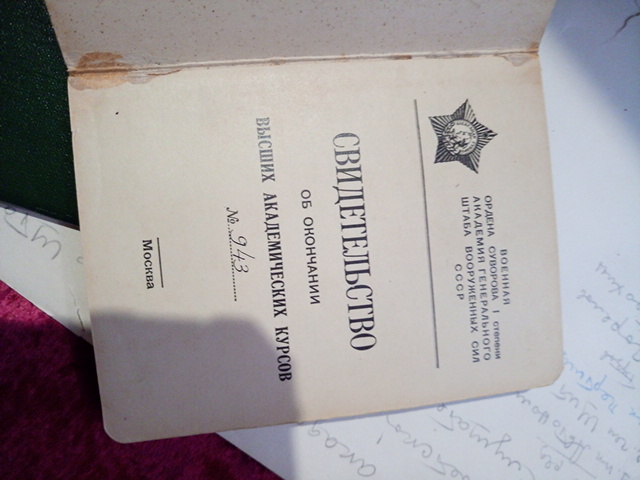 ВОЕННАЯ
ОРДЕНА СУВОРОВА I степени
АКАДЕМИЯ ГЕНЕРАЛЬНОГО
ШТАБА ВООРУЖЕННЫХ СИЛ
СССР
СВИДЕТЕЛЬСТВО
ОБ ОКОНЧАНИИ
ВЫСШИХ АКАДЕМИЧЕСКИХ КУРСОВ
№ 943
Москва